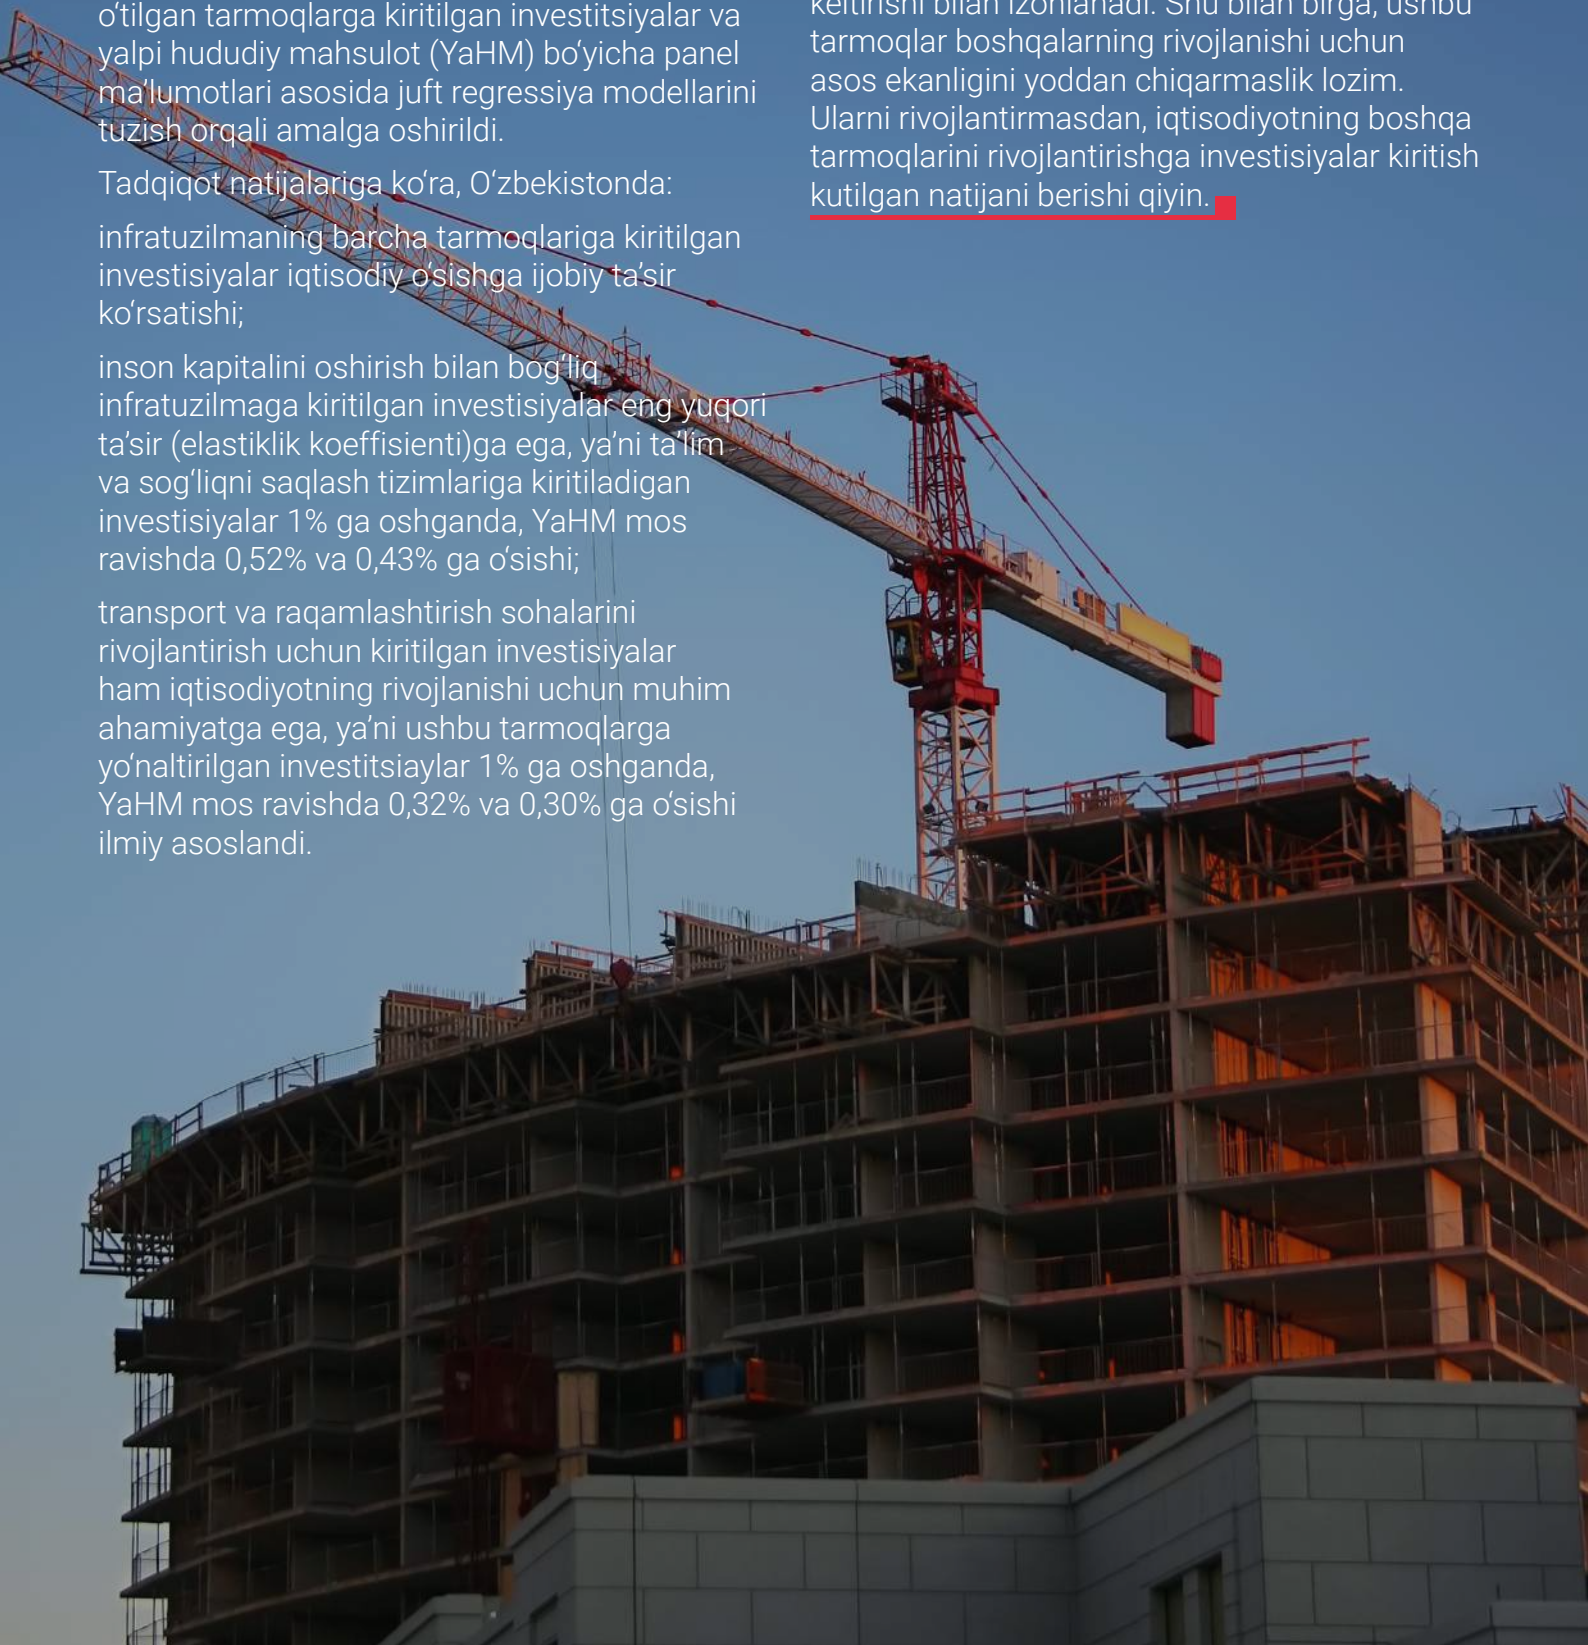 o‘tilgan tarmoqlarga kiritilgan investitsiyalar va
yalpi hududiy mahsulot (YaHM) bo‘yicha panel
ma’lumotlari asosida juft regressiya modellarini
tuzish orqali amalga oshirildi.
Tadqiqot natijalariga ko‘ra, O‘zbekistonda:
infratuzilmaning barcha tarmoqlariga kiritilgan
investisiyalar iqtisodiy o‘sishga ijobiy ta’sir
ko‘rsatishi;
inson kapitalini oshirish bilan bog‘liq
infratuzilmaga kiritilgan investisiyalar eng yuqori
ta’sir (elastiklik koeffisienti)ga ega, ya’ni ta’lim
va sog‘liqni saqlash tizimlariga kiritiladigan
investisiyalar 1% ga oshganda, YaHM mos
ravishda 0,52% va 0,43% ga o‘sishi;
transport va raqamlashtirish sohalarini
rivojlantirish uchun kiritilgan investisiyalar
ham iqtisodiyotning rivojlanishi uchun muhim
ahamiyatga ega, ya’ni ushbu tarmoqlarga
yo‘naltirilgan investitsiaylar 1% ga oshganda,
YaHM mos ravishda 0,32% va 0,30% ga o‘sishi
ilmiy asoslandi.
keltirishi bilan izohlanadi. Shu bilan birga, ushbu
tarmoqlar boshqalarning rivojlanishi uchun
asos ekanligini yoddan chiqarmaslik lozim.
Ularni rivojlantirmasdan, iqtisodiyotning boshqa
tarmoqlarini rivojlantirishga investisiyalar kiritish
kutilgan natijani berishi qiyin.